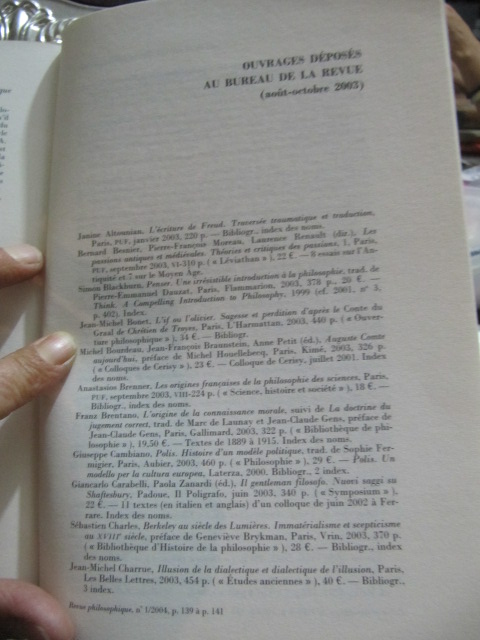 OUVRAGES DÉPOSÉS
AU BUREAU DE LA REVUE
(août-octobre 2003)
Janine Altounian, L'écriture de Freud. Traversée traumatique et traduction,
Paris, PUF, janvier 2003, 220 p. — Bibliogr., index des noms.
Bernard Besnier, Pierre-François Moreau, Laurence Renault (dir.), Les
passions antiques et médiévales. Théories et critiques des passions, 1, Paris,
PUF, septembre 2003, VI-310 p. (« Léviathan »), 22 €. — 8 essais sur l'An-
tiquité et 7 sur le Moyen Âge.
Simon Blackburn, Penser. Une irrésistible introduction à la philosophie, trad. de
Pierre-Emmanuel Dauzat, Paris, Flammarion, 2003, 378 p., 20 €. —
Think. A Compelling Introduction to Philosophy, 1999 (cf. 2001, n° 3,
p. 402). Index.
Jean-Michel Bonet, L'if ou l'olivier. Sagesse et perdition d'après le Conte du
Graal de Chrétien de Troyes, Paris, L'Harmattan, 2003, 440 p. (« Ouver-
ture philosophique »), 34 €. — Bibliogr.
Michel Bourdeau, Jean-François Braunstein, Anne Petit (éd.), Auguste Comte
aujourd'hui, préface de Michel Houellebecq, Paris, Kimé, 2003, 326 p.
(« Colloques de Cerisy »), 23 €. — Colloque de Cerisy, juillet 2001. Index
des noms.
Anastasios Brenner, Les origines françaises de la philosophie des sciences, Paris,
PUF, septembre 2003, VIII-224 p. (« Science, histoire et société »), 18 €. —
Bibliogr., index des noms.
Franz Brentano, L'origine de la connaissance morale, suivi de La doctrine du
jugement correct, trad. de Marc de Launay et Jean-Claude Gens, préface de
Jean-Claude Gens, Paris, Gallimard, 2003, 322 p. (« Bibliothèque de phi-
losophie »), 19,50 €. — Textes de 1889 à 1915. Index des noms.
Giuseppe Cambiano, Polis. Histoire d'un modèle politique, trad. de Sophie Fer-
migier, Paris, Aubier, 2003, 460 p. (« Philosophie »), 29 €. — Polis. Un
modello per la cultura europea, Laterza, 2000. Bibliogr., 2 index.
Giancarlo Carabelli, Paola Zanardi (éd.), Il gentleman filosofo. Nuovi saggi su
Shaftesbury, Padoue, Il Poligrafo, juin 2003, 340 p. (« Symposium »),
22 €. — 11 textes (en italien et anglais) d'un colloque de juin 2002 à Fer-
rare. Index des noms.
Sébastien Charles, Berkeley au siècle des Lumières. Immatérialisme et scepticisme
au XVIIIe siècle, préface de Geneviève Brykman, Paris, Vrin, 2003, 370 p.
(« Bibliothèque d'Histoire de la philosophie »), 28 €. — Bibliogr., index
des noms.
Jean-Michel Charrue, Illusion de la dialectique et dialectique de l'illusion, Paris,
Les Belles Lettres, 2003, 454 p. (« Études anciennes »), 40 €. — Bibliogr.,
3 index.
Revue philosophique, n° 1/2004, p. 139 à p. 141